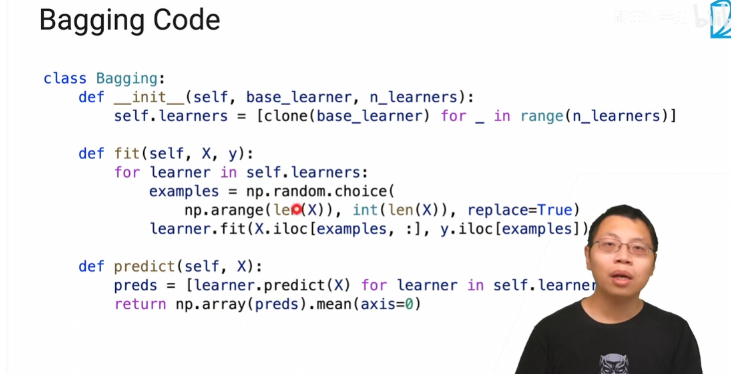 Bagging Code
class Bagging:
def __init__(self, base_learner, n_learners):
self.learners = [clone(base_learner) for _ in range(n_learners)]
def fit(self, X, y):
for learner in self.learners:
examples = np.random.choice(
np.arange(len(X)), int(len(X)), replace=True)
learner.fit(X.iloc[examples, :], y.iloc[examples])
def predict(self, X):
preds = [learner.predict(X) for learner in self.learner
return np.array(preds).mean(axis=0)